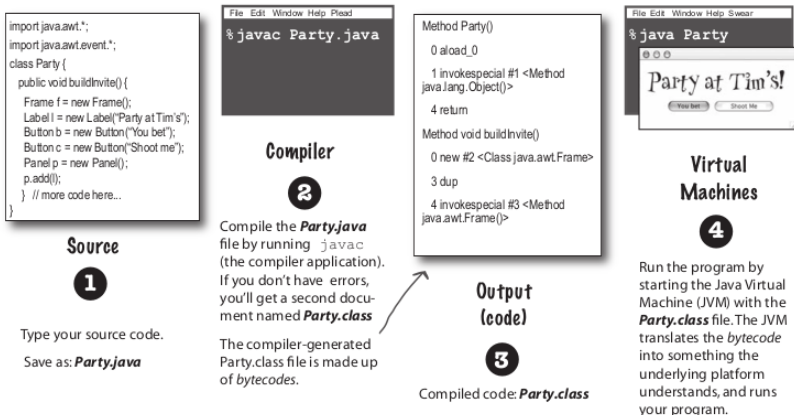 import java.awt.*;
import java.awt.event.*;
class Party {
public void buildInvite() {
Frame f = new Frame();
Label l = new Label("Party at Tim's");
Button b = new Button("You bet");
Button c = new Button("Shoot me");
Panel p = new Panel();
p.add(l);
} // more code here...
}
Source
1
Type your source code.
Save as: Party.java
File Edit Window Help Plead
%javac Party.java
Compiler
2
Compile the Party.java
file by running javac
(the compiler application).
If you don't have errors,
you'll get a second docu-
ment named Party.class
The compiler-generated
Party.class file is made up
of bytecodes.
Method Party()
0 aload_0
1 invokespecial #1 <Method
java.lang.Object()>
4 return
Method void buildInvite()
0 new #2 <Class java.awt.Frame>
3 dup
4 invokespecial #3 <Method
java.awt.Frame()>
Output
(code)
3
Compiled code: Party.class
File Edit Window Help Swear
%java Party
Party at Tim's!
You bet Shoot Me
Virtual
Machines
4
Run the program by
starting the Java Virtual
Machine (JVM) with the
Party.class file. The JVM
translates the bytecode
into something the
underlying platform
understands, and runs
your program.